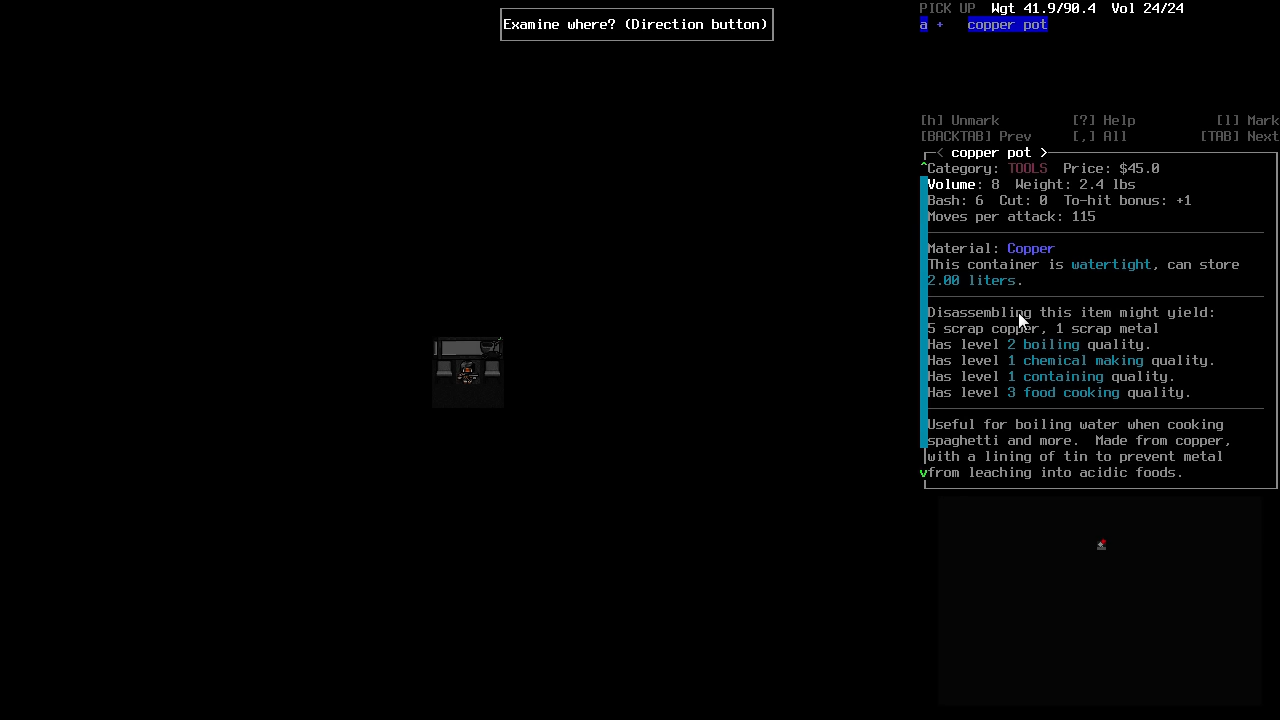 Examine where? (Direction button)
PICK UP Wgt 41.9/90.4 Vol 24/24
a + copper pot
[h] Unmark [?] Help [l] Mark
[BACKTAB] Prev [,] All [TAB] Next
< copper pot >
Category: TOOLS Price: $45.0
Volume: 8 Weight: 2.4 lbs
Bash: 6 Cut: 0 To-hit bonus: +1
Moves per attack: 115
Material: Copper
This container is watertight, can store
2.00 liters.
Disassembling this item might yield:
5 scrap copper, 1 scrap metal
Has level 2 boiling quality.
Has level 1 chemical making quality.
Has level 1 containing quality.
Has level 3 food cooking quality.
Useful for boiling water when cooking
spaghetti and more. Made from copper,
with a lining of tin to prevent metal
from leaching into acidic foods.